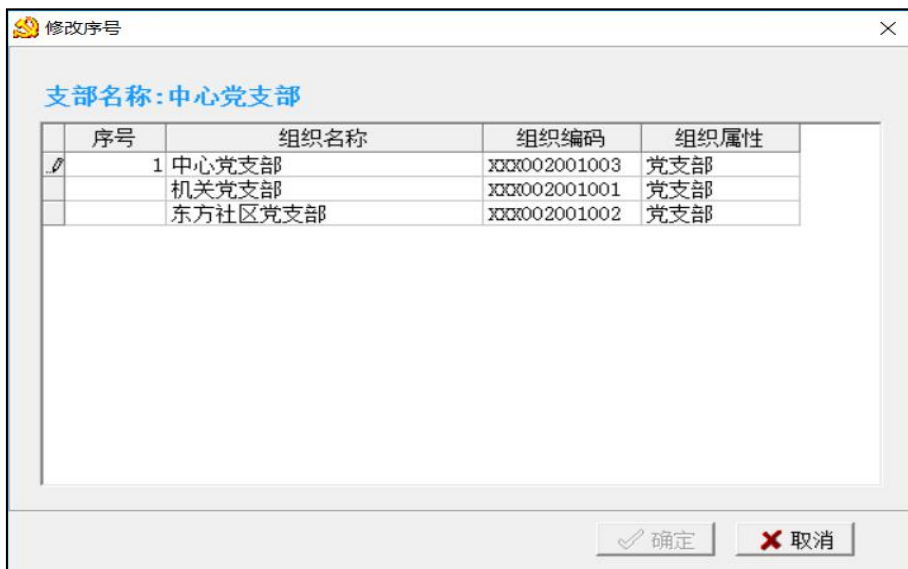 修改序号
支部名称:中心党支部
序号 组织名称 组织编码 组织属性
1 中心党支部 XXX002001003 党支部
机关党支部 XXX002001001 党支部
东方社区党支部 XXX002001002 党支部
确定 取消